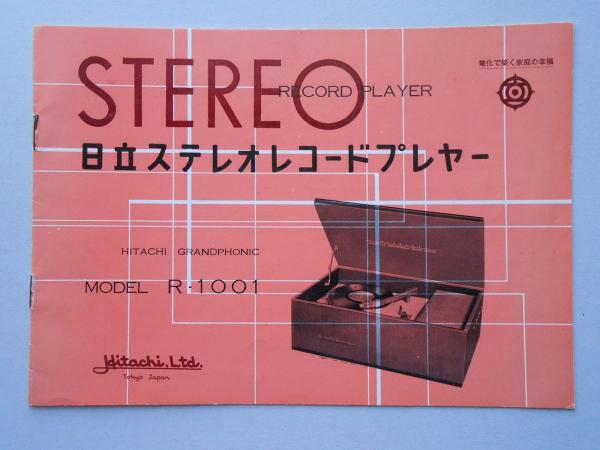 電化で築く家庭の幸福
STEREO
RECORD PLAYER
日立ステレオレコードプレヤー
HITACHI GRANDPHONIC
MODEL R-1001
Hitachi, Ltd.
Tokyo Japan